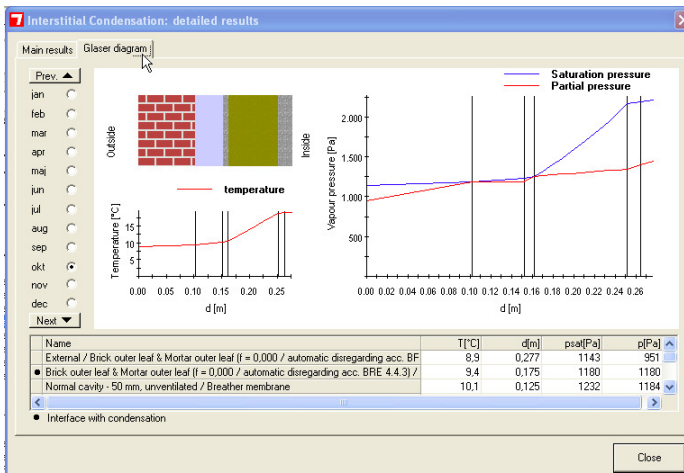 Interstitial Condensation: detailed results
Main results Glaser diagram
Prev.
jan
feb
mar
apr
maj
jun
jul
aug
sep
okt
nov
dec
Next
Outside
Inside
temperature
Temperature [°C]
15
10
5
0.00 0.05 0.10 0.15 0.20 0.25
d [m]
Saturation pressure
Partial pressure
Vapour pressure [Pa]
2.000
1.500
1.000
500
0.00 0.02 0.04 0.06 0.08 0.10 0.12 0.14 0.16 0.18 0.20 0.22 0.24 0.26
d [m]
Name T[°C] d[m] psat[Pa] p[Pa]
External / Brick outer leaf & Mortar outer leaf (f = 0,000 / automatic disregarding acc. BF 8,9 0,277 1143 951
Brick outer leaf & Mortar outer leaf (f = 0,000 / automatic disregarding acc. BRE 4.4.3) / 9,4 0,175 1180 1180
Normal cavity - 50 mm, unventilated / Breather membrane 10,1 0,125 1232 1184
Interface with condensation
Close